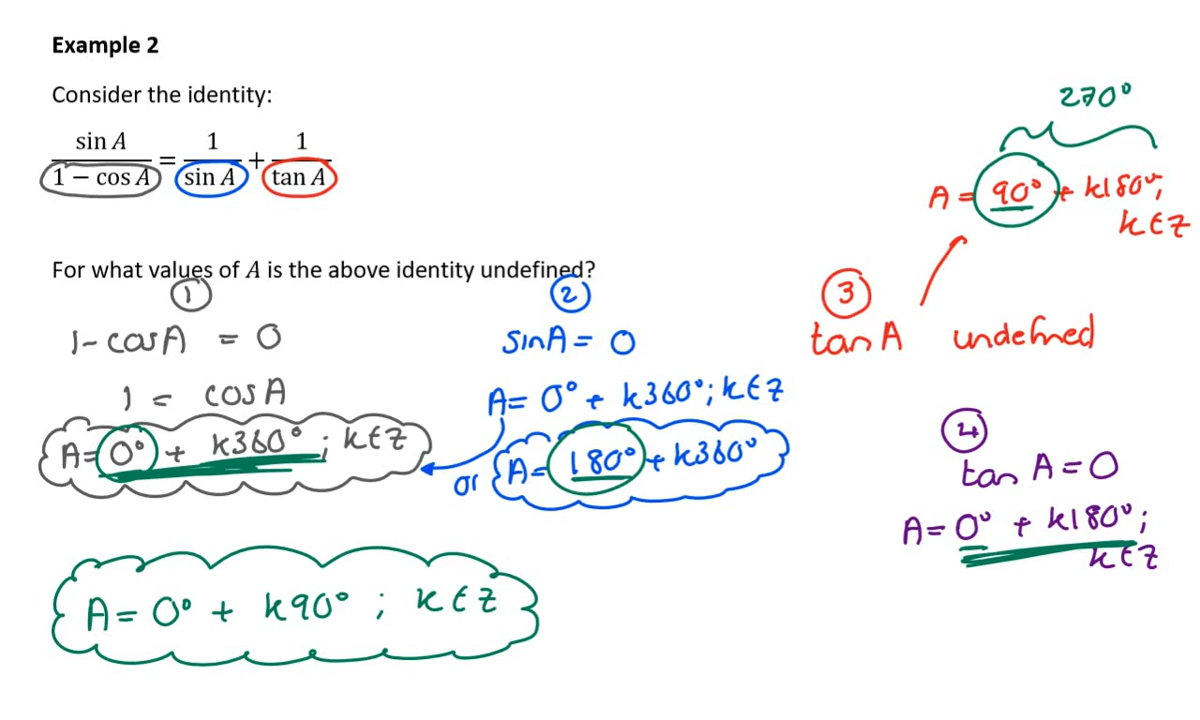 Example 2
Consider the identity:
sin A / 1 − cos A = 1 / sin A + 1 / tan A
For what values of A is the above identity undefined?
①
1 - cos A = 0
1 = cos A
A = 0° + k360° ; k∈Z
②
sin A = 0
A = 0° + k360° ; k∈Z
or A = 180° + k360°
③
tan A undefined
A = 90° + k180°;
k∈Z
270°
④
tan A = 0
A = 0° + k180° ;
k∈Z
A = 0° + k90° ; k∈Z